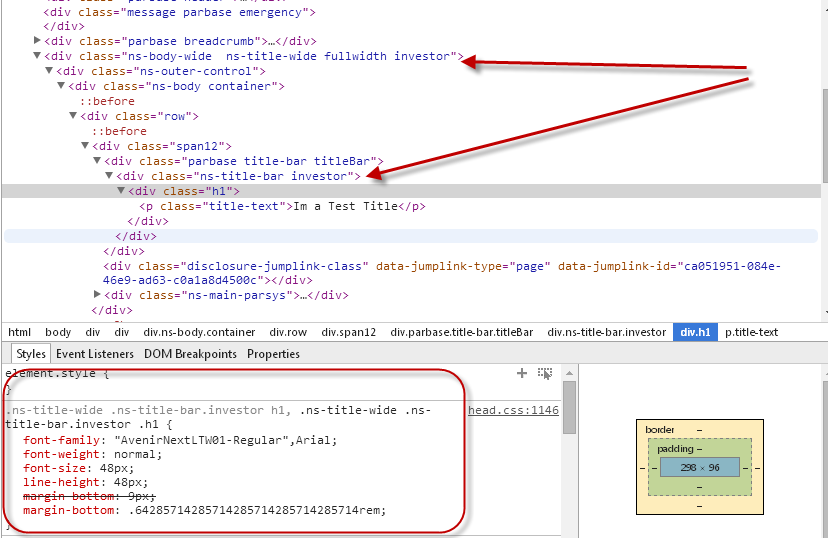 <div class="message parbase emergency">
</div>
<div class="parbase breadcrumb">…</div>
<div class="ns-body-wide  ns-title-wide fullwidth investor">
<div class="ns-outer-control">
<div class="ns-body container">
::before
<div class="row">
::before
<div class="span12">
<div class="parbase title-bar titleBar">
<div class="ns-title-bar investor">
<div class="h1">
<p class="title-text">Im a Test Title</p>
</div>
</div>
</div>
<div class="disclosure-jumplink-class" data-jumplink-type="page" data-jumplink-id="ca051951-084e-
46e9-ad63-c0a1a8d4500c"></div>
<div class="ns-main-parsys">…</div>
</div>
html body div div div.ns-body.container div.row div.span12 div.parbase.title-bar.titleBar div.ns-title-bar.investor div.h1 p.title-text
Styles Event Listeners DOM Breakpoints Properties
element.style {
}
.ns-title-wide .ns-title-bar.investor h1, .ns-title-wide .ns- head.css:1146
title-bar.investor .h1 {
font-family: "AvenirNextLTW01-Regular",Arial;
font-weight: normal;
font-size: 48px;
line-height: 48px;
margin-bottom: 9px;
margin-bottom: .6428571428571428571428571428571​4rem;
}
border –
padding –
– – 298 × 96 – –
–
–